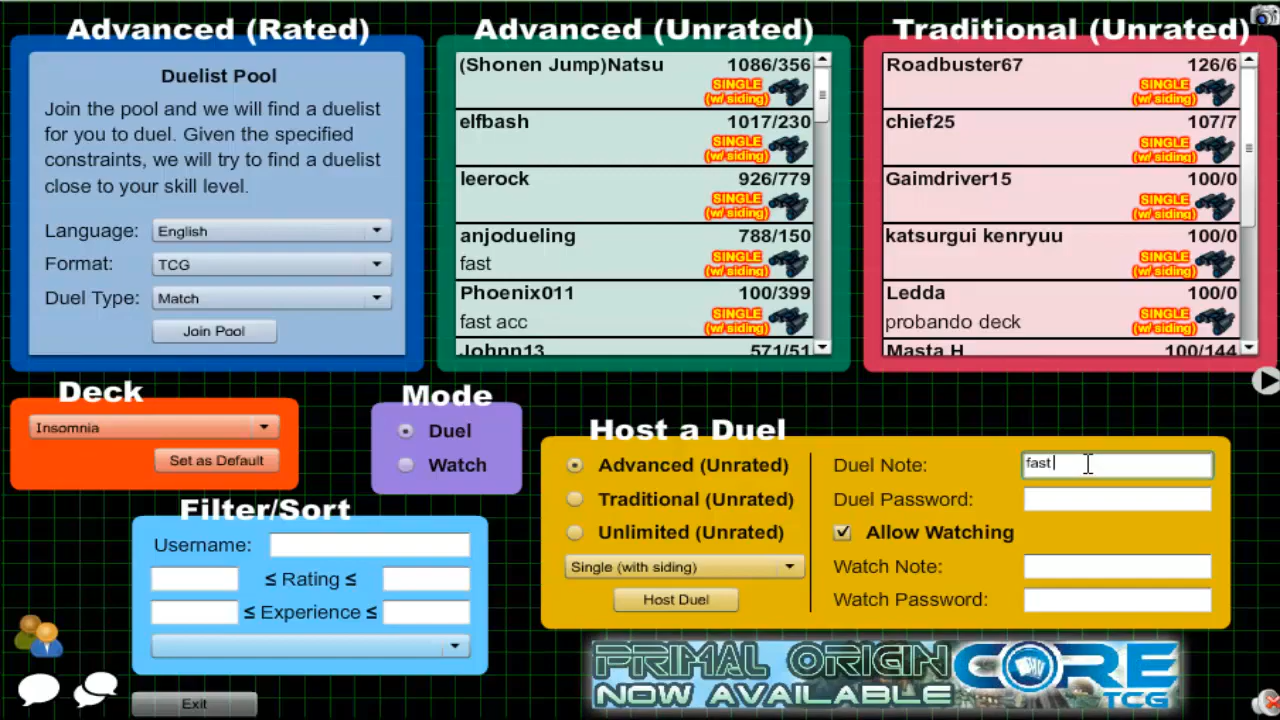 Advanced (Rated)
Duelist Pool
Join the pool and we will find a duelist
for you to duel. Given the specified
constraints, we will try to find a duelist
close to your skill level.
Language: English
Format: TCG
Duel Type: Match
Join Pool
Advanced (Unrated)
(Shonen Jump)Natsu 1086/356
SINGLE
(w/ siding)
elfbash 1017/230
SINGLE
(w/ siding)
leerock 926/779
SINGLE
(w/ siding)
anjodueling 788/150
fast
SINGLE
(w/ siding)
Phoenix011 100/399
fast acc
SINGLE
(w/ siding)
Johnn13 571/51
Traditional (Unrated)
Roadbuster67 126/6
SINGLE
(w/ siding)
chief25 107/7
SINGLE
(w/ siding)
Gaimdriver15 100/0
SINGLE
(w/ siding)
katsurgui kenryuu 100/0
SINGLE
(w/ siding)
Ledda 100/0
probando deck
SINGLE
(w/ siding)
Masta H 100/144
Deck
Insomnia
Set as Default
Mode
Duel
Watch
Filter/Sort
Username:
≤ Rating ≤
≤ Experience ≤
Host a Duel
Advanced (Unrated)
Traditional (Unrated)
Unlimited (Unrated)
Single (with siding)
Host Duel
Duel Note: fast
Duel Password:
Allow Watching
Watch Note:
Watch Password:
Exit
PRIMAL ORIGIN
NOW AVAILABLE
CORE
TCG